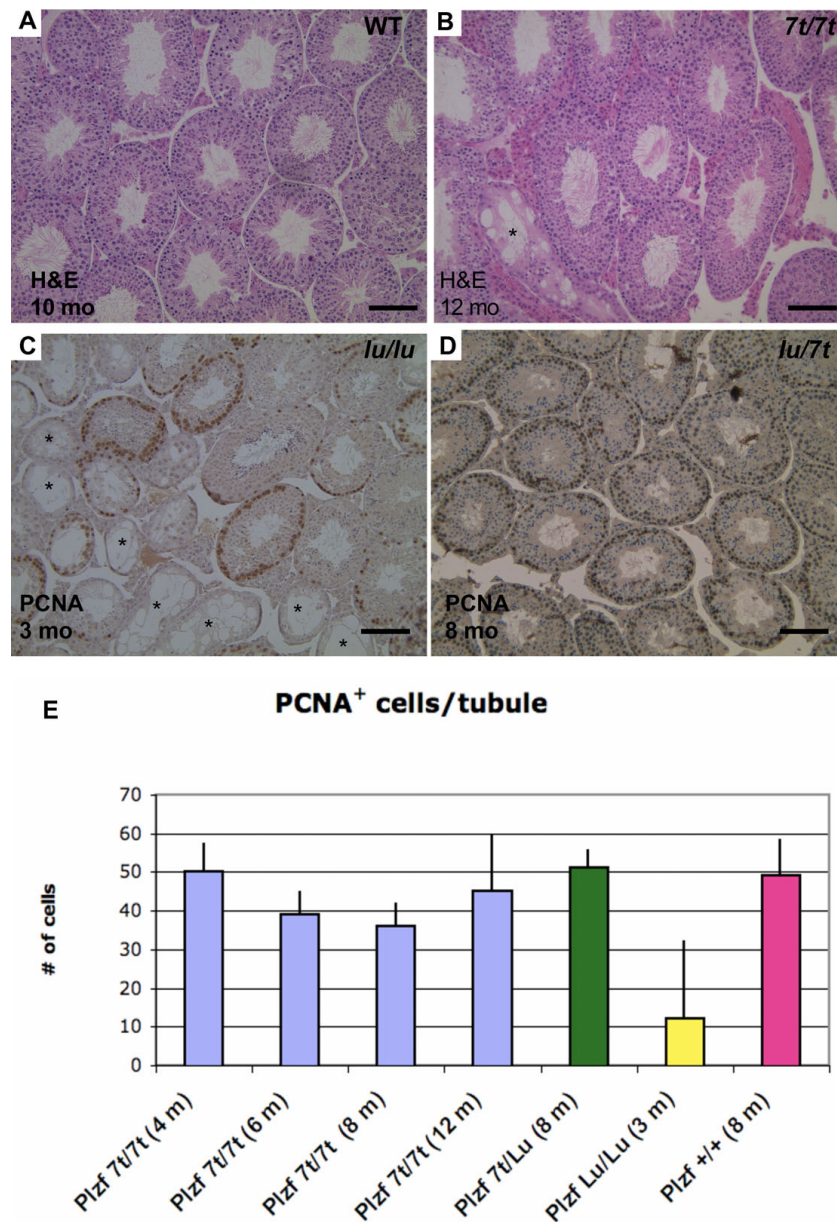 A
WT
H&E
10 mo
B
7t/7t
*
H&E
12 mo
C
lu/lu
*
*
*
*
*
*
*
PCNA
3 mo
D
lu/7t
PCNA
8 mo
E
PCNA+ cells/tubule
# of cells
70
60
50
40
30
20
10
0
Plzf 7t/7t (4 m)
Plzf 7t/7t (6 m)
Plzf 7t/7t (8 m)
Plzf 7t/7t (12 m)
Plzf 7t/Lu (8 m)
Plzf Lu/Lu (3 m)
Plzf +/+ (8 m)